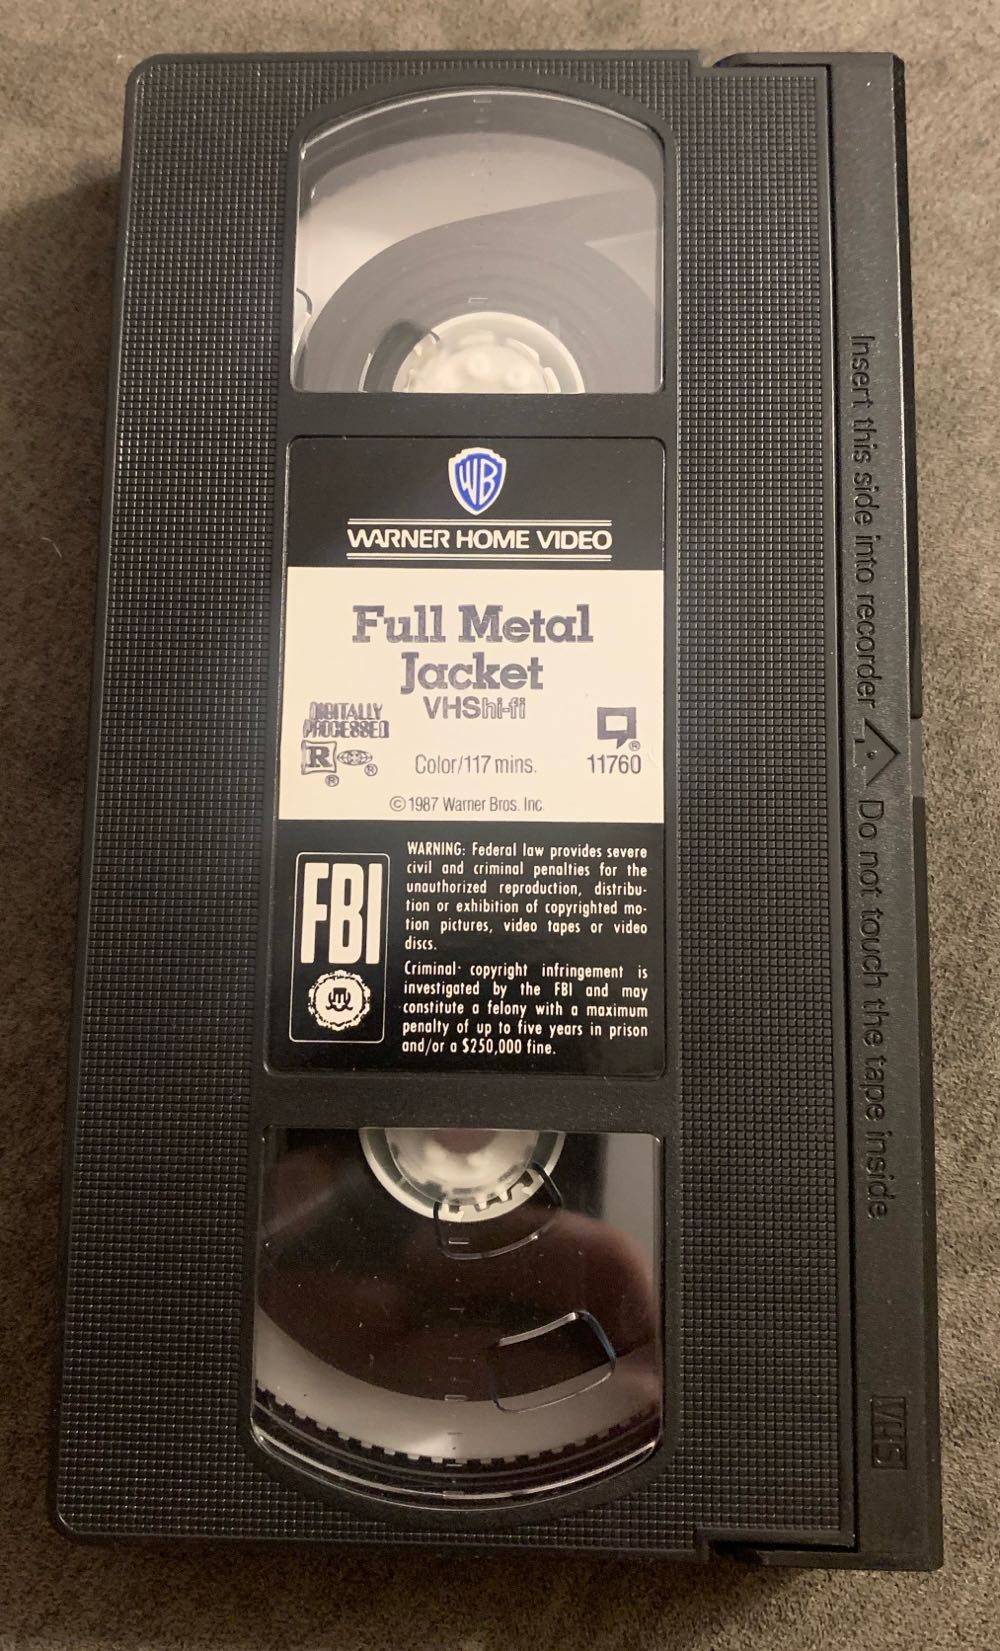 WB
WARNER HOME VIDEO
Full Metal
Jacket
VHS hi-fi
DIGITALLY
PROCESSED
R
®
®
®
Color/117 mins.
11760
© 1987 Warner Bros. Inc.
FBI
WARNING: Federal law provides severe
civil and criminal penalties for the
unauthorized reproduction, distribu-
tion or exhibition of copyrighted mo-
tion pictures, video tapes or video
discs.
Criminal copyright infringement is
investigated by the FBI and may
constitute a felony with a maximum
penalty of up to five years in prison
and/or a $250,000 fine.
Insert this side into recorder Do not touch the tape inside
VHS